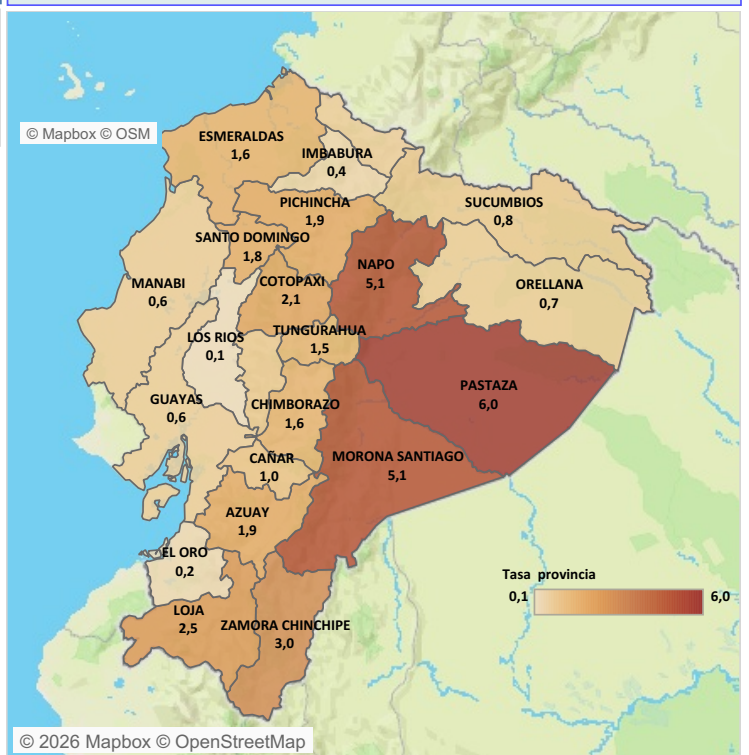 © Mapbox © OSM
ESMERALDAS
1,6
IMBABURA
0,4
PICHINCHA
1,9
SUCUMBIOS
0,8
SANTO DOMINGO
1,8
NAPO
5,1
COTOPAXI
2,1
ORELLANA
0,7
MANABI
0,6
TUNGURAHUA
1,5
LOS RIOS
0,1
PASTAZA
6,0
GUAYAS
0,6
CHIMBORAZO
1,6
MORONA SANTIAGO
5,1
CAÑAR
1,0
AZUAY
1,9
EL ORO
0,2
Tasa provincia
0,1
6,0
LOJA
2,5
ZAMORA CHINCHIPE
3,0
© 2026 Mapbox © OpenStreetMap